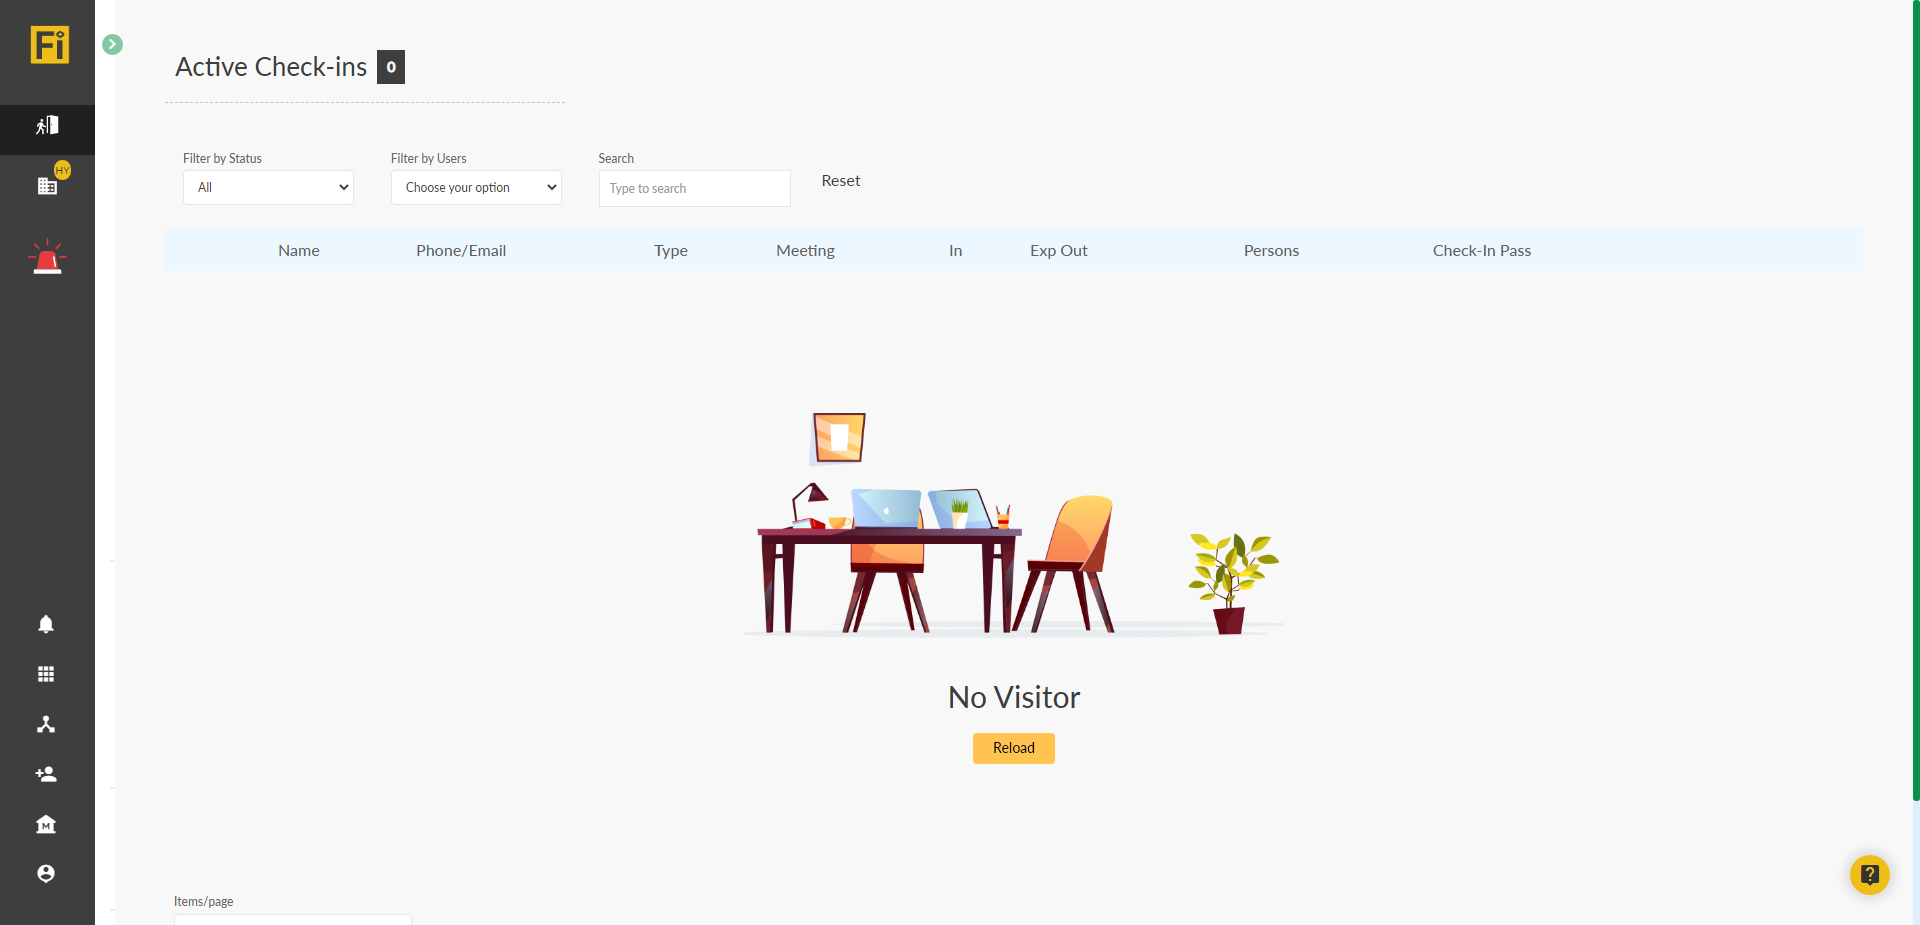 Fi
Active Check-ins 0
HY
Filter by Status Filter by Users Search
All Choose your option Type to search Reset
Name Phone/Email Type Meeting In Exp Out Persons Check-In Pass
No Visitor
Reload
M
?
Items/page